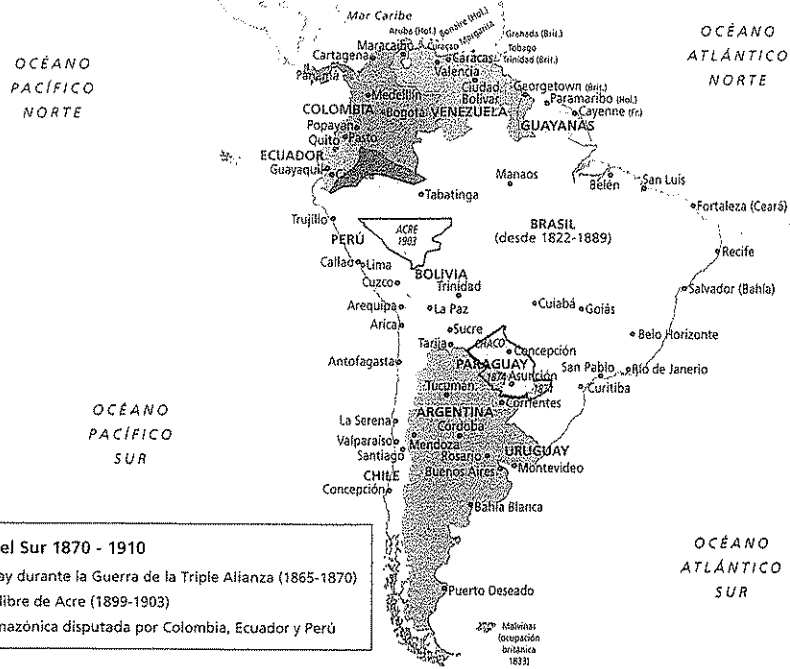 Mar Caribe
OCÉANO
PACÍFICO
NORTE
OCÉANO
ATLÁNTICO
NORTE
Aruba (Hol.)
Curaçao
Bonaire (Hol.)
Margarita
Grenada (Brit.)
Tobago
Trinidad (Brit.)
Maracaibo
Cartagena
Caracas
Valencia
Panamá
Ciudad
Bolívar
Georgetown (Brit.)
Paramaribo (Hol.)
Cayenne (Fr.)
Medellín
COLOMBIA
Bogotá
VENEZUELA
GUAYANAS
Popayán
Pasto
Quito
ECUADOR
Guayaquil
Tabatinga
Manaos
Belén
San Luis
Fortaleza (Ceará)
Trujillo
ACRE
1903
BRASIL
(desde 1822-1889)
PERÚ
Recife
Callao
Lima
BOLIVIA
Trinidad
Cuzco
Salvador (Bahía)
Arequipa
La Paz
Cuiabá
Goiás
Arica
Sucre
Belo Horizonte
Tarija
CHACO
Concepción
Antofagasta
PARAGUAY
San Pablo
Río de Janerio
1874
Asunción
1874
Curitiba
Tucumán
Corrientes
OCÉANO
PACÍFICO
SUR
ARGENTINA
La Serena
Córdoba
Valparaíso
Mendoza
Rosario
URUGUAY
Santiago
Buenos Aires
Montevideo
CHILE
Concepción
Bahía Blanca
OCÉANO
ATLÁNTICO
SUR
el Sur 1870 - 1910
ay durante la Guerra de la Triple Alianza (1865-1870)
libre de Acre (1899-1903)
mazónica disputada por Colombia, Ecuador y Perú
Puerto Deseado
Malvinas
(ocupación
británica
1833)